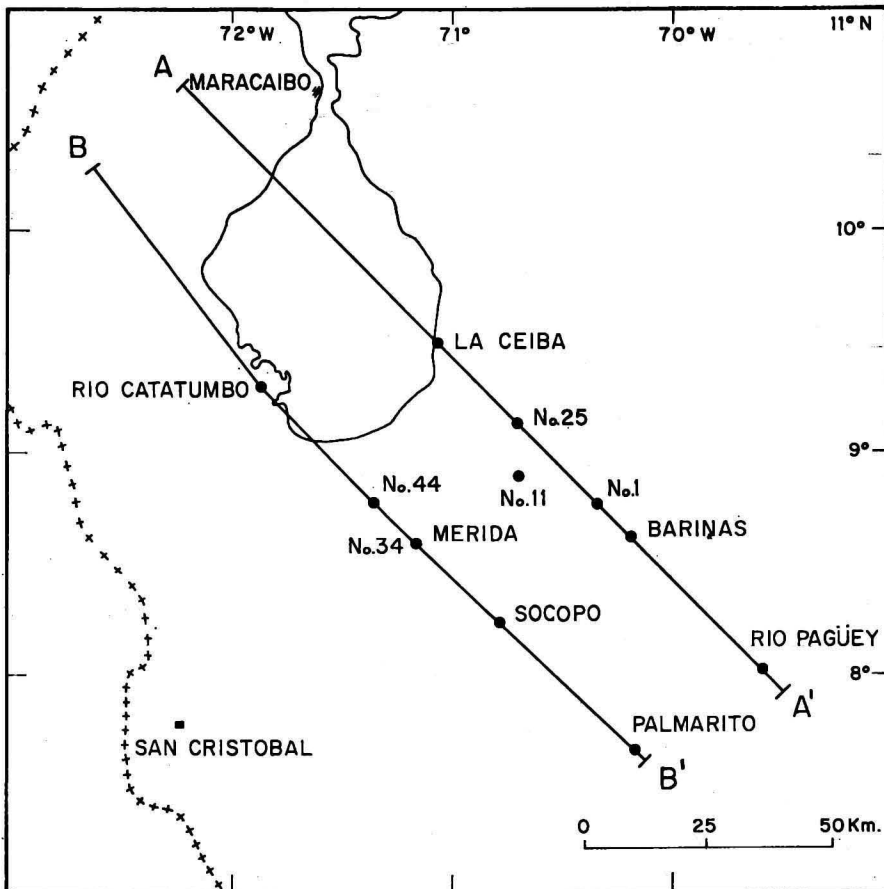 72°W
71°
70°W
11°N
A
MARACAIBO
B
10°
LA CEIBA
RIO CATATUMBO
No.25
9°
No.44
No.11
No.1
No.34
MERIDA
BARINAS
SOCOPO
RIO PAGÜEY
8°
A'
SAN CRISTOBAL
PALMARITO
B'
0 25 50 Km.